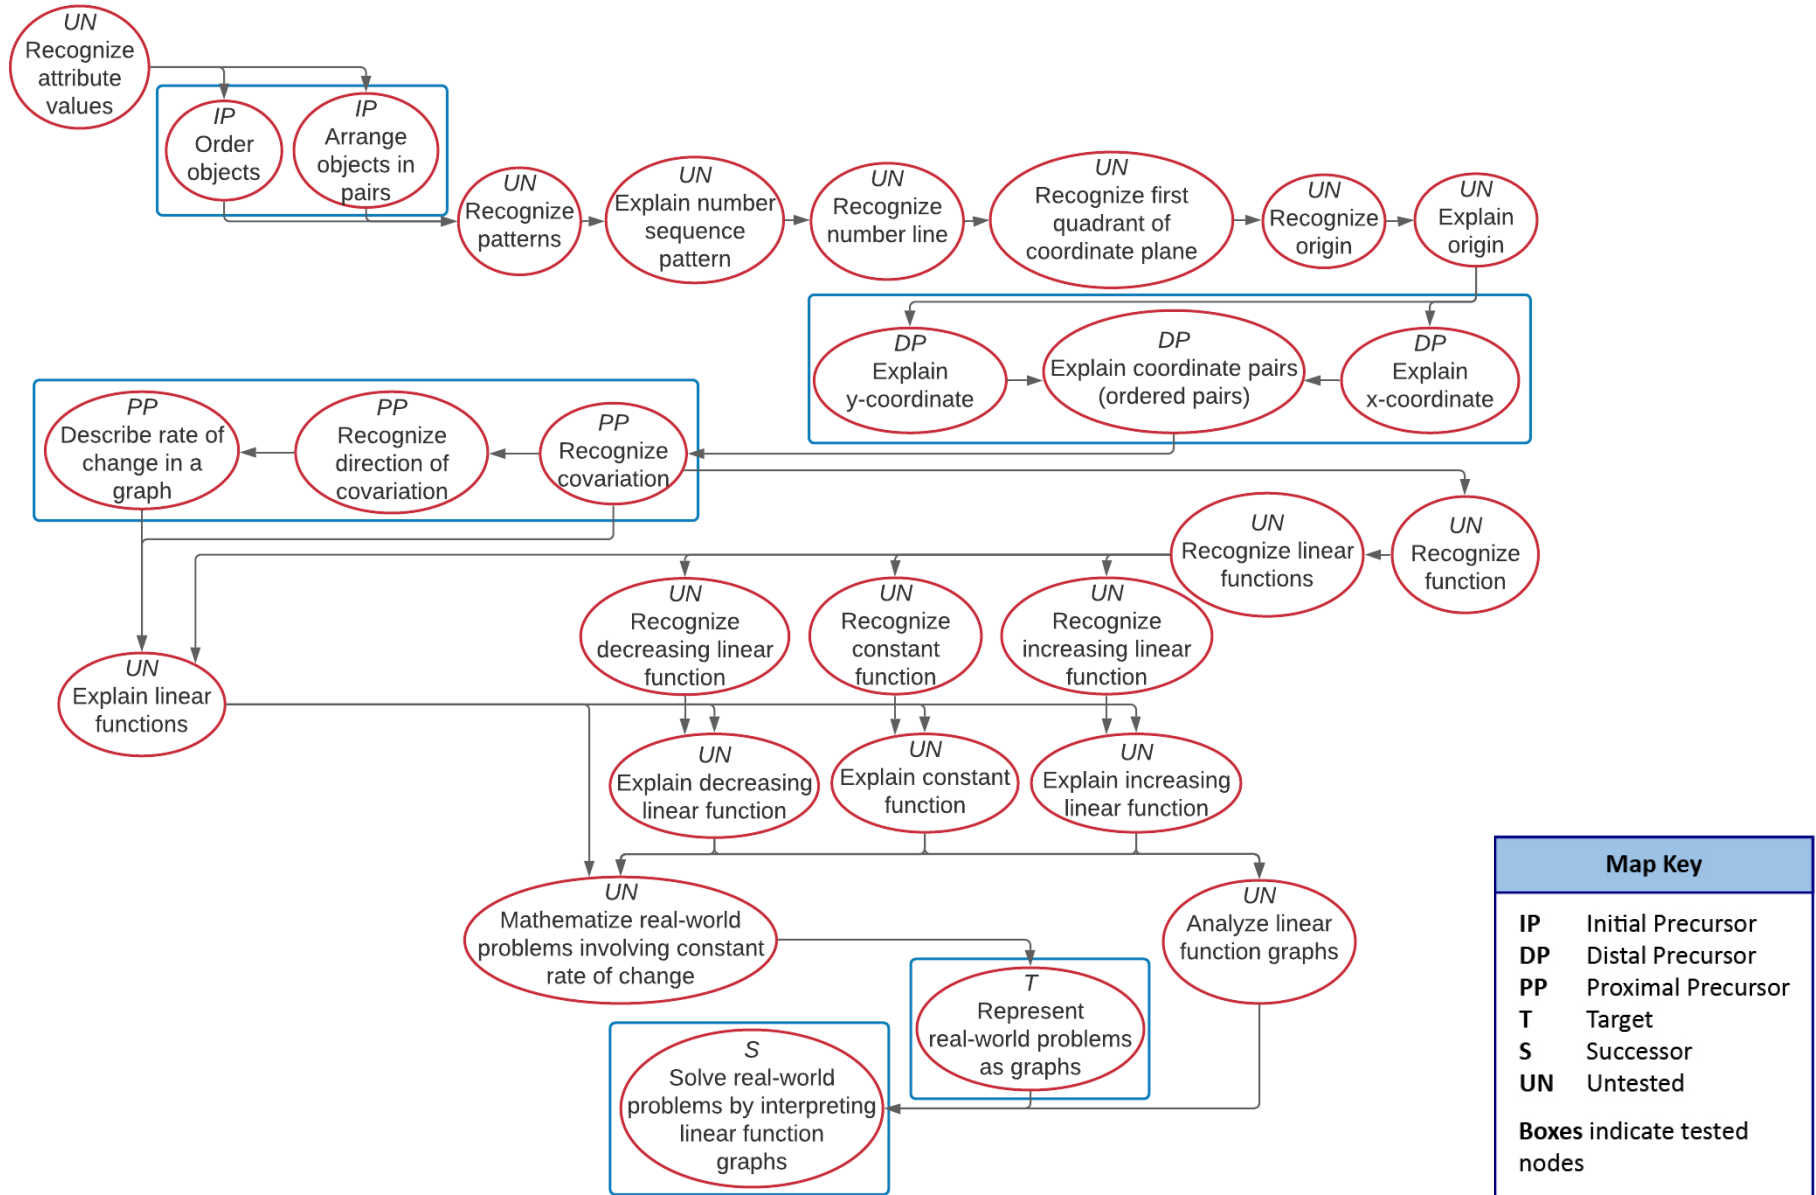 UN
Recognize
attribute
values
IP
Order
objects
IP
Arrange
objects in
pairs
UN
Recognize
patterns
UN
Explain number
sequence
pattern
UN
Recognize
number line
UN
Recognize first
quadrant of
coordinate plane
UN
Recognize
origin
UN
Explain
origin
DP
Explain
y-coordinate
DP
Explain coordinate pairs
(ordered pairs)
DP
Explain
x-coordinate
PP
Describe rate of
change in a
graph
PP
Recognize
direction of
covariation
PP
Recognize
covariation
UN
Recognize linear
functions
UN
Recognize
function
UN
Recognize
decreasing linear
function
UN
Recognize
constant
function
UN
Recognize
increasing linear
function
UN
Explain linear
functions
UN
Explain decreasing
linear function
UN
Explain constant
function
UN
Explain increasing
linear function
UN
Mathematize real-world
problems involving constant
rate of change
UN
Analyze linear
function graphs
T
Represent
real-world problems
as graphs
S
Solve real-world
problems by interpreting
linear function
graphs
Map Key
IP Initial Precursor
DP Distal Precursor
PP Proximal Precursor
T Target
S Successor
UN Untested
Boxes indicate tested
nodes